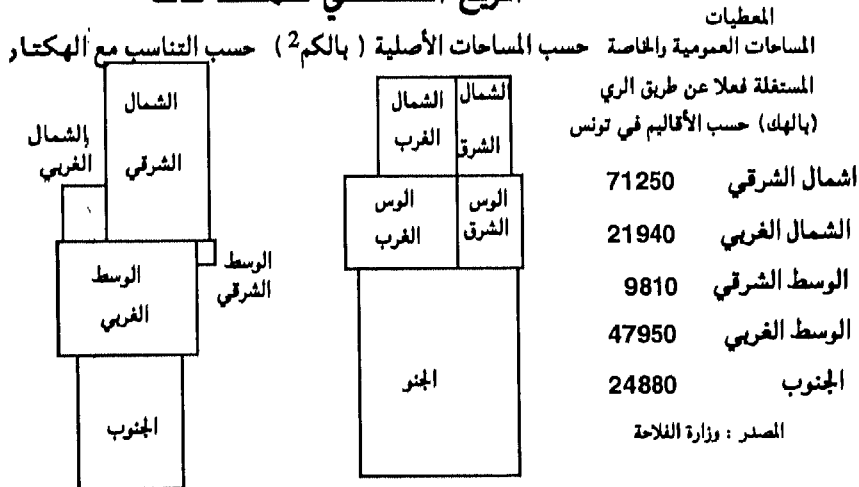 المعطيات
المساحات العمومية والخاصة
المستغلة فعلا عن طريق الري
(بالهك) حسب الأقاليم في تونس
اشمال الشرقي 71250
الشمال الغربي 21940
الوسط الشرقي 9810
الوسط الغربي 47950
الجنوب 24880
المصدر : وزارة الفلاحة
حسب المساحات الأصلية ( بالكم2 )
الشمال
الشرق
الشمال
الغرب
الوس
الشرق
الوس
الغرب
الجنو
حسب التناسب مع الهكتار
الشمال
الشرقي
الشمال
الغربي
الوسط
الشرقي
الوسط
الغربي
الجنوب